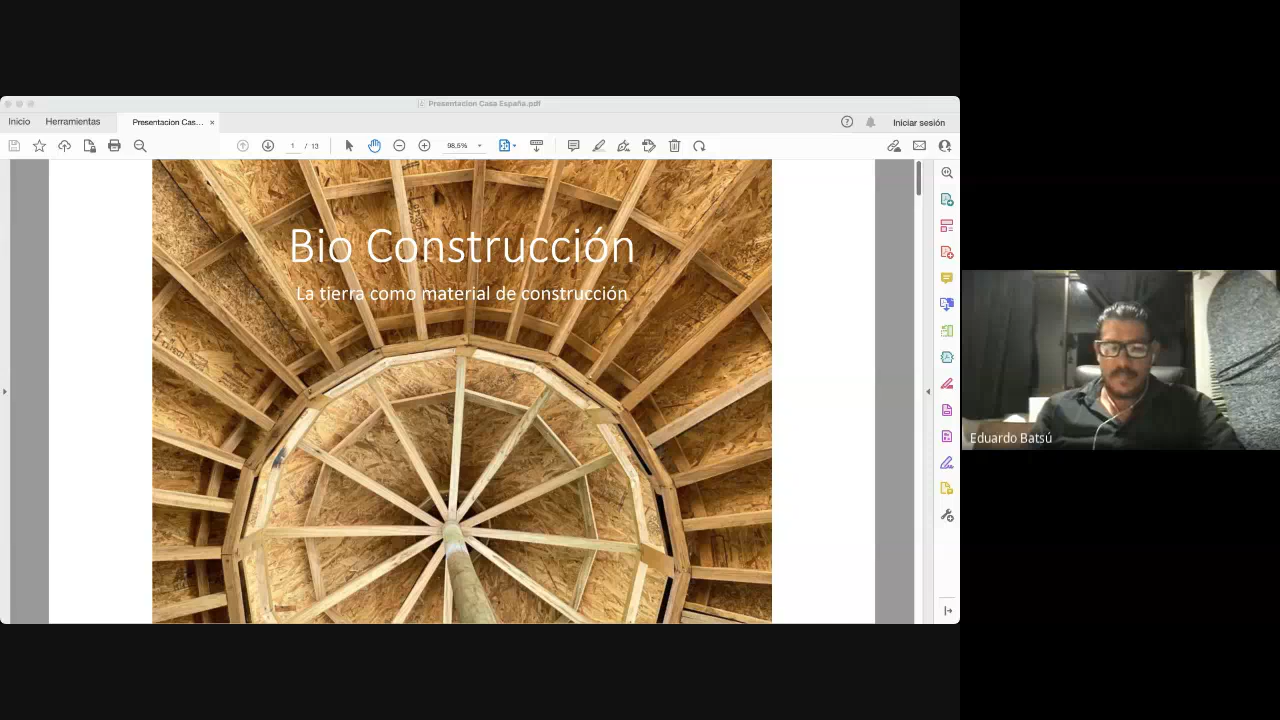 Presentacion Casa España.pdf
Inicio Herramientas Presentacion Cas... × Iniciar sesión
1 / 13 98.5%
Bio Construcción
La tierra como material de construcción
Eduardo Batsú